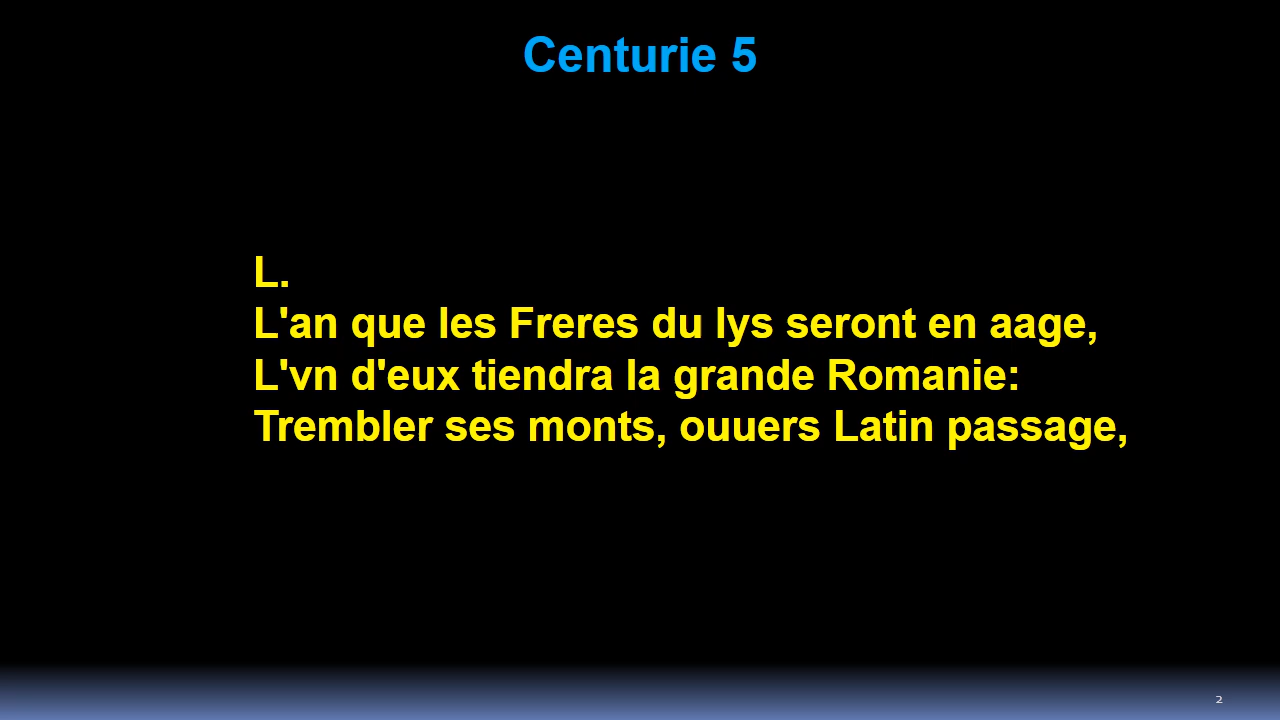 Centurie 5
L.
L'an que les Freres du lys seront en aage,
L'vn d'eux tiendra la grande Romanie:
Trembler ses monts, ouuers Latin passage,
2